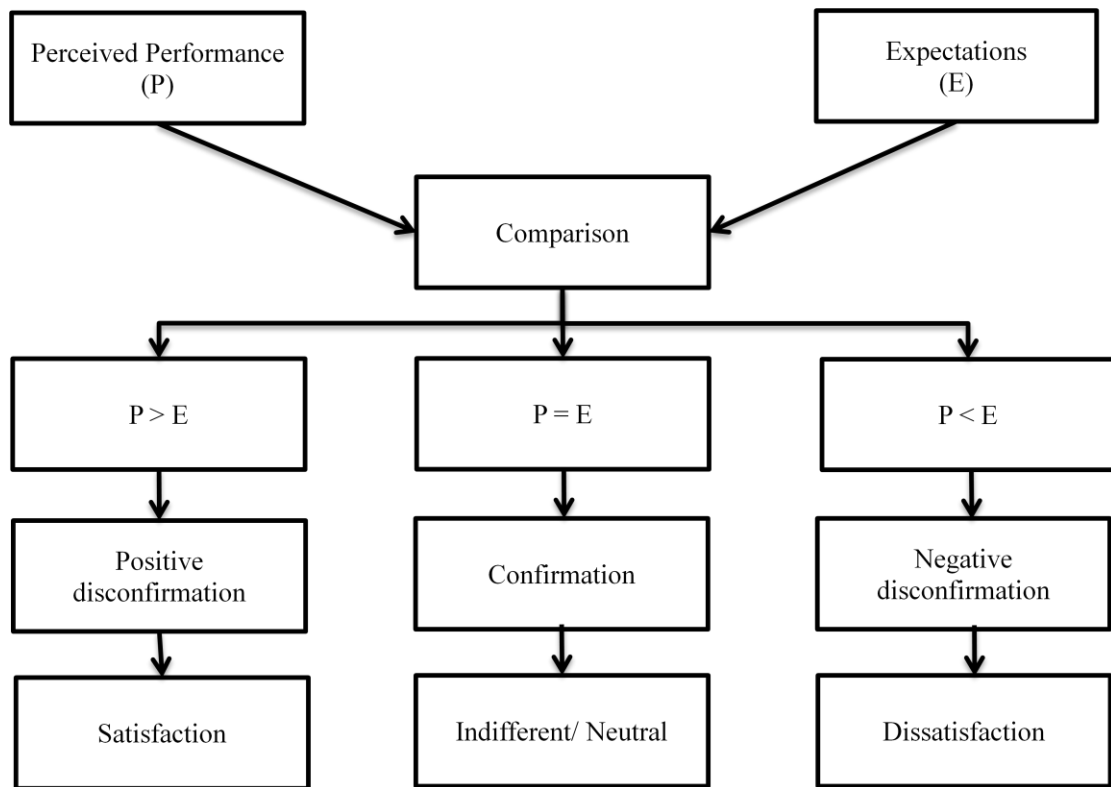 Perceived Performance
(P)
Expectations
(E)
Comparison
P > E
P = E
P < E
Positive
disconfirmation
Confirmation
Negative
disconfirmation
Satisfaction
Indifferent/ Neutral
Dissatisfaction